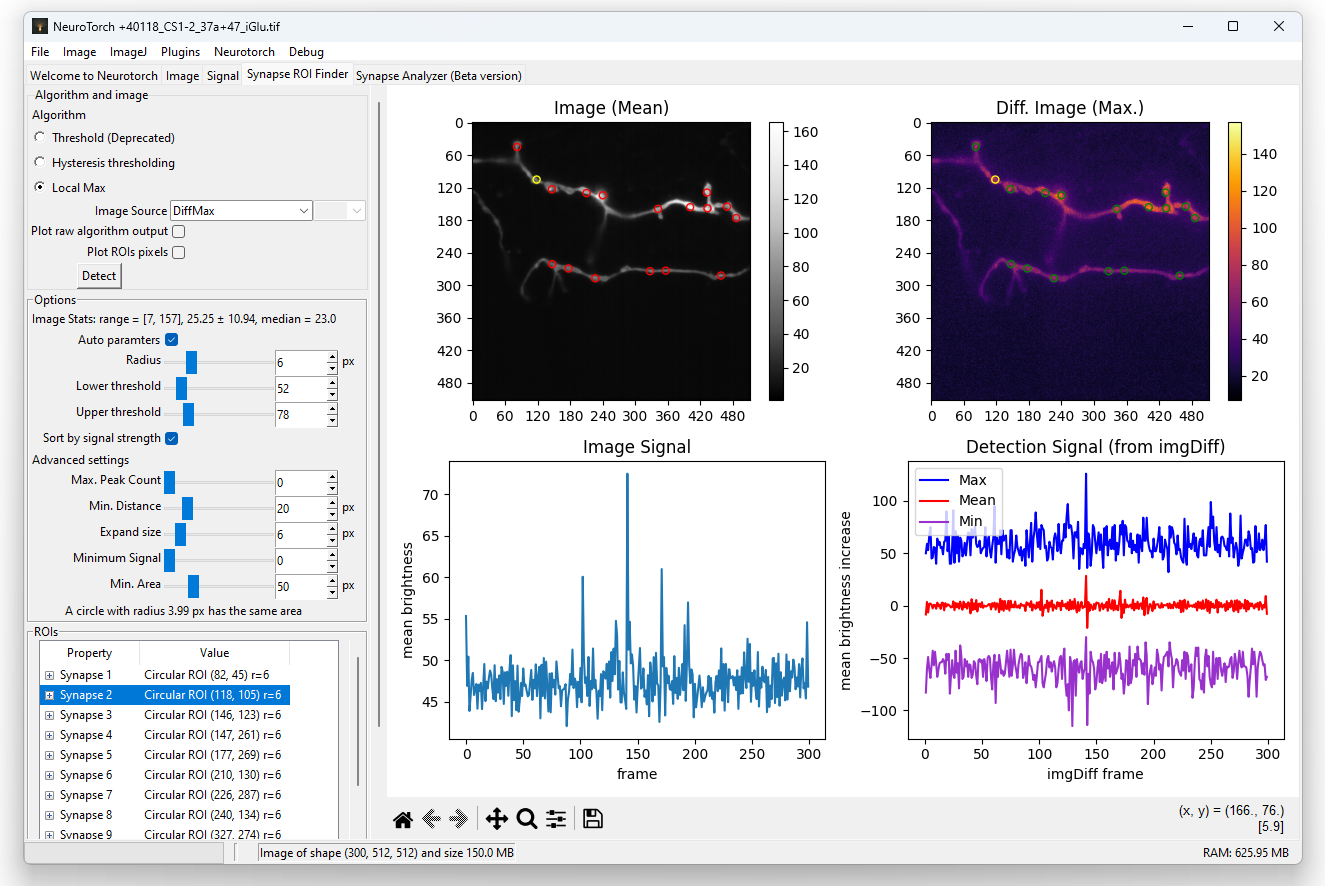 NeuroTorch +40118_CS1-2_37a+47_iGlu.tif
File Image ImageJ Plugins Neurotorch Debug
Welcome to Neurotorch Image Signal Synapse ROI Finder Synapse Analyzer (Beta version)
Algorithm and image
Algorithm
Threshold (Deprecated)
Hysteresis thresholding
Local Max
Image Source DiffMax
Plot raw algorithm output
Plot ROIs pixels
Detect
Options
Image Stats: range = [7, 157], 25.25 ± 10.94, median = 23.0
Auto paramters
Radius 6 px
Lower threshold 52
Upper threshold 78
Sort by signal strength
Advanced settings
Max. Peak Count 0
Min. Distance 20 px
Expand size 6 px
Minimum Signal 0
Min. Area 50 px
A circle with radius 3.99 px has the same area
ROIs
Property Value
Synapse 1 Circular ROI (82, 45) r=6
Synapse 2 Circular ROI (118, 105) r=6
Synapse 3 Circular ROI (146, 123) r=6
Synapse 4 Circular ROI (147, 261) r=6
Synapse 5 Circular ROI (177, 269) r=6
Synapse 6 Circular ROI (210, 130) r=6
Synapse 7 Circular ROI (226, 287) r=6
Synapse 8 Circular ROI (240, 134) r=6
Synapse 9 Circular ROI (327, 274) r=6
Image (Mean)
0
60
120
180
240
300
360
420
480
0 60 120 180 240 300 360 420 480
160
140
120
100
80
60
40
20
Diff. Image (Max.)
0
60
120
180
240
300
360
420
480
0 60 120 180 240 300 360 420 480
140
120
100
80
60
40
20
Image Signal
mean brightness
70
65
60
55
50
45
0 50 100 150 200 250 300
frame
Detection Signal (from imgDiff)
mean brightness increase
Max
Mean
Min
100
50
0
−50
−100
0 50 100 150 200 250 300
imgDiff frame
(x, y) = (166., 76.)
[5.9]
Image of shape (300, 512, 512) and size 150.0 MB
RAM: 625.95 MB